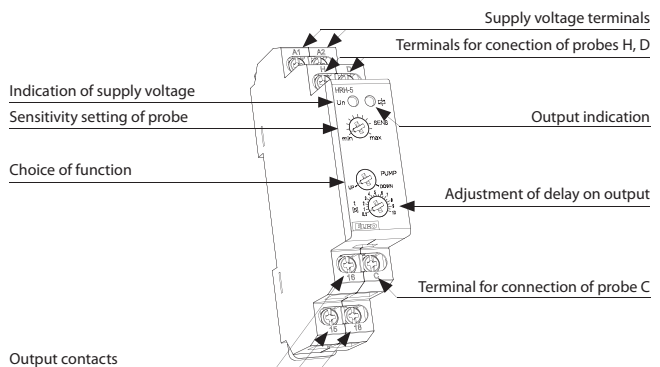 Supply voltage terminals
Terminals for conection of probes H, D
Indication of supply voltage
Sensitivity setting of probe
Output indication
Choice of function
Adjustment of delay on output
Terminal for connection of probe C
Output contacts
A1 A2
H D
HRH-5
Un
SENS
min max
PUMP
UP DOWN
16 C
15 18